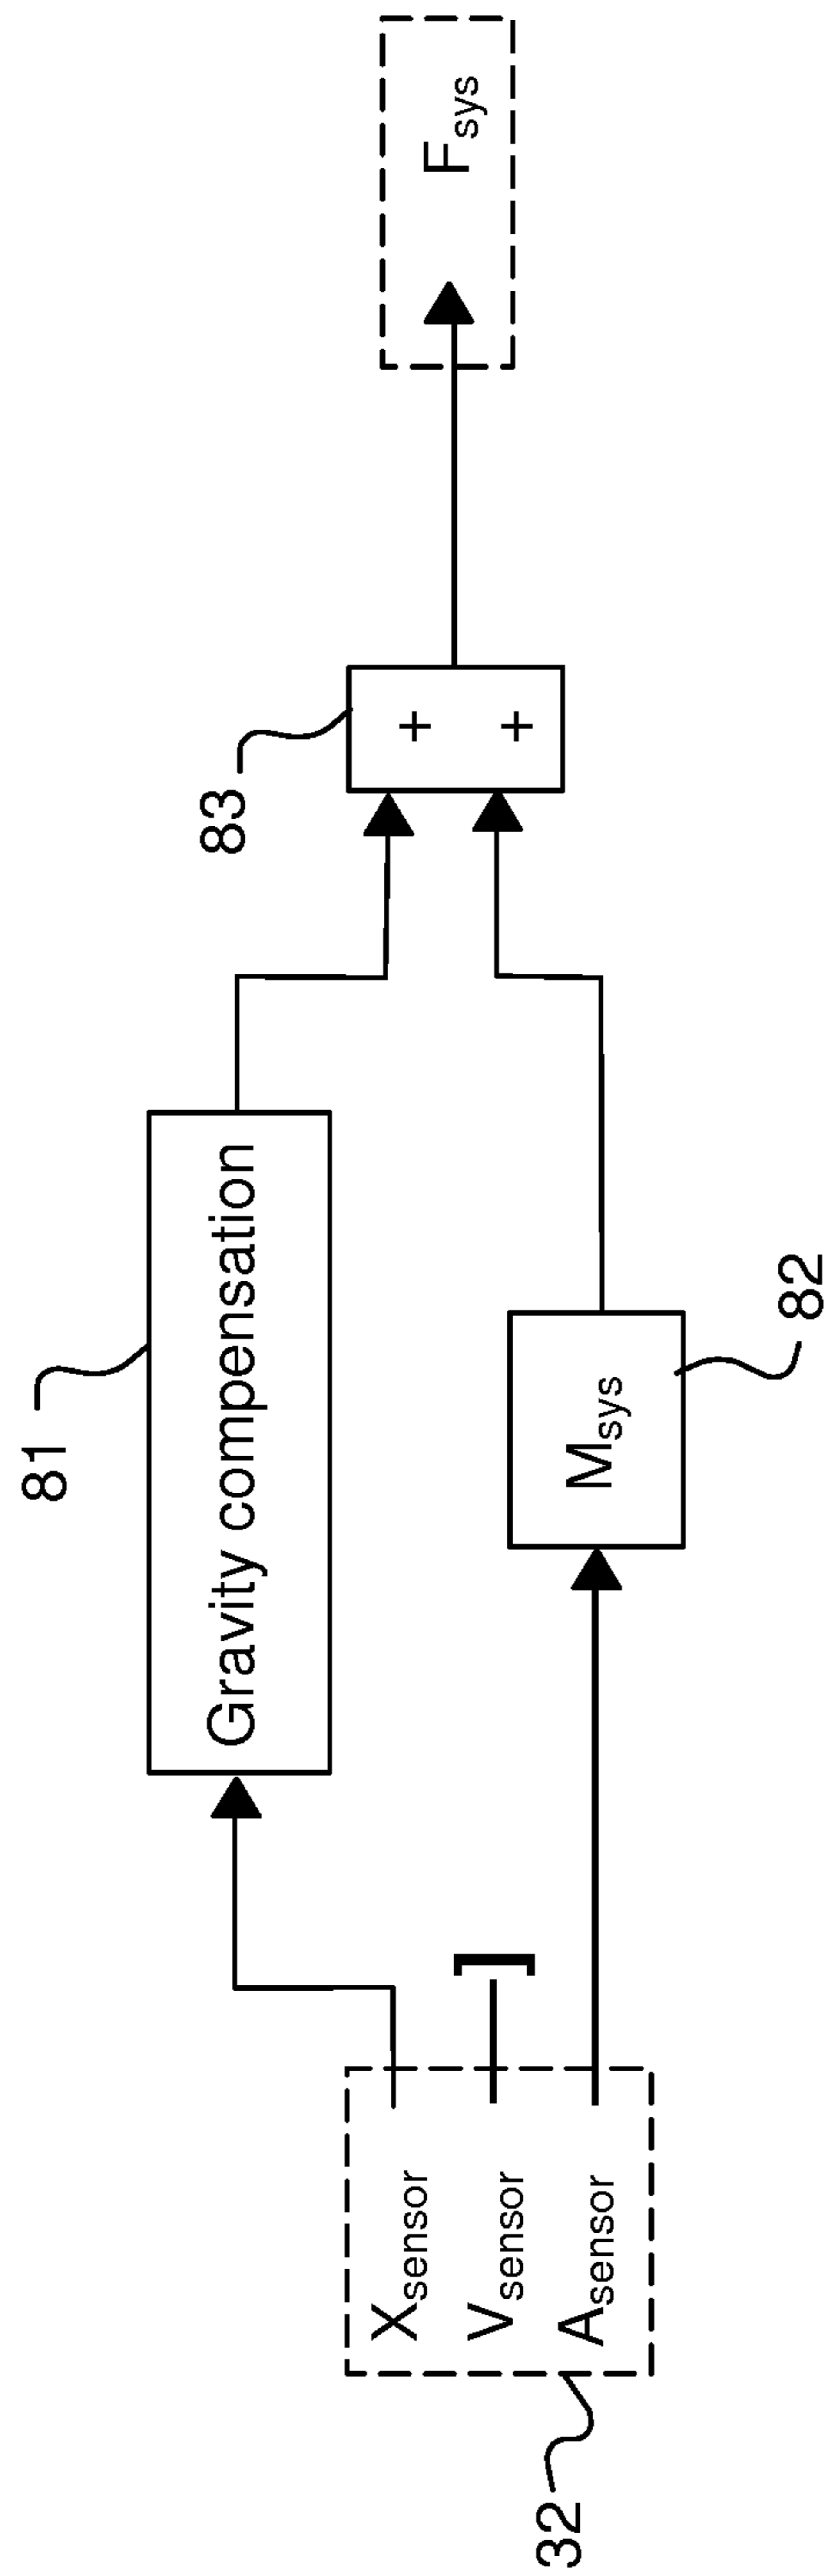 81
Gravity compensation
83
+
+
F_sys
32
X_sensor
V_sensor
A_sensor
M_sys
82